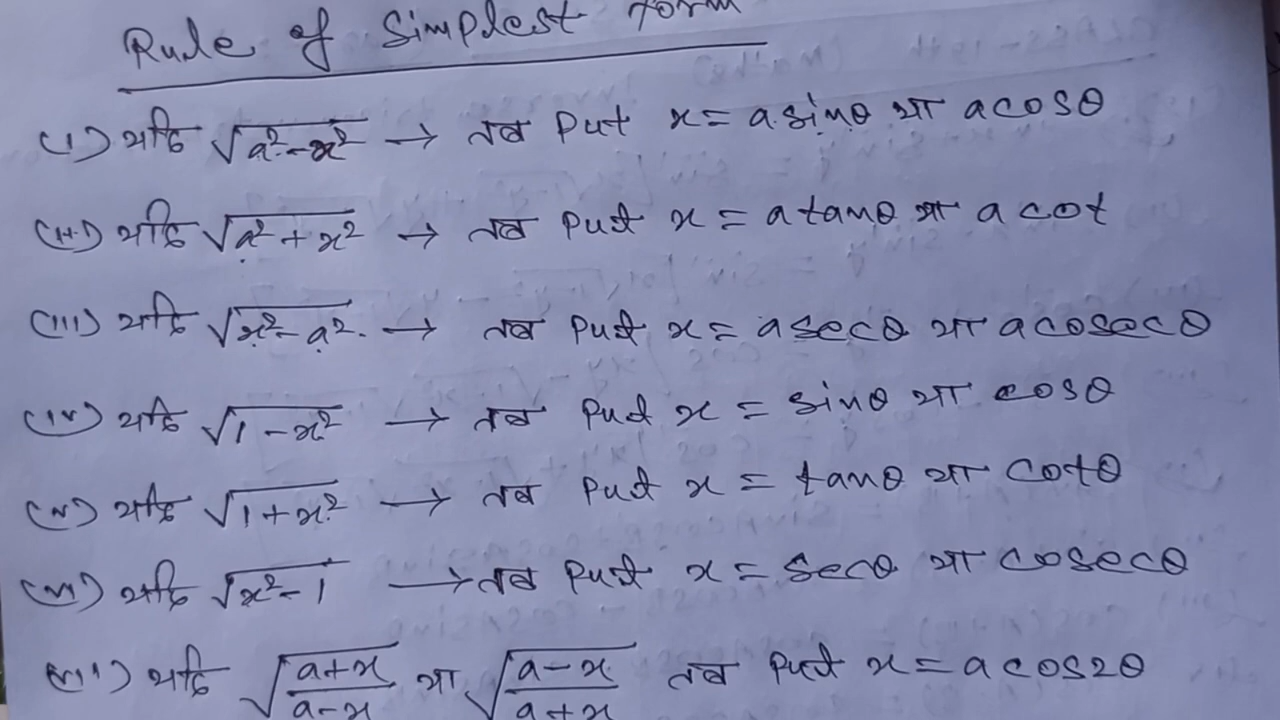 Rule of Simplest form
(i) यदि √(a²-x²) → तब Put x = a sinθ या a cosθ
(ii) यदि √(a²+x²) → तब Put x = a tanθ या a cot
(iii) यदि √(x²-a²) → तब Put x = a secθ या a cosecθ
(iv) यदि √(1-x²) → तब Put x = sinθ या cosθ
(v) यदि √(1+x²) → तब Put x = tanθ या cotθ
(vi) यदि √(x²-1) → तब Put x = secθ या cosecθ
(vii) यदि √((a+x)/(a-x)) या √((a-x)/(a+x)) तब Put x = a cos2θ